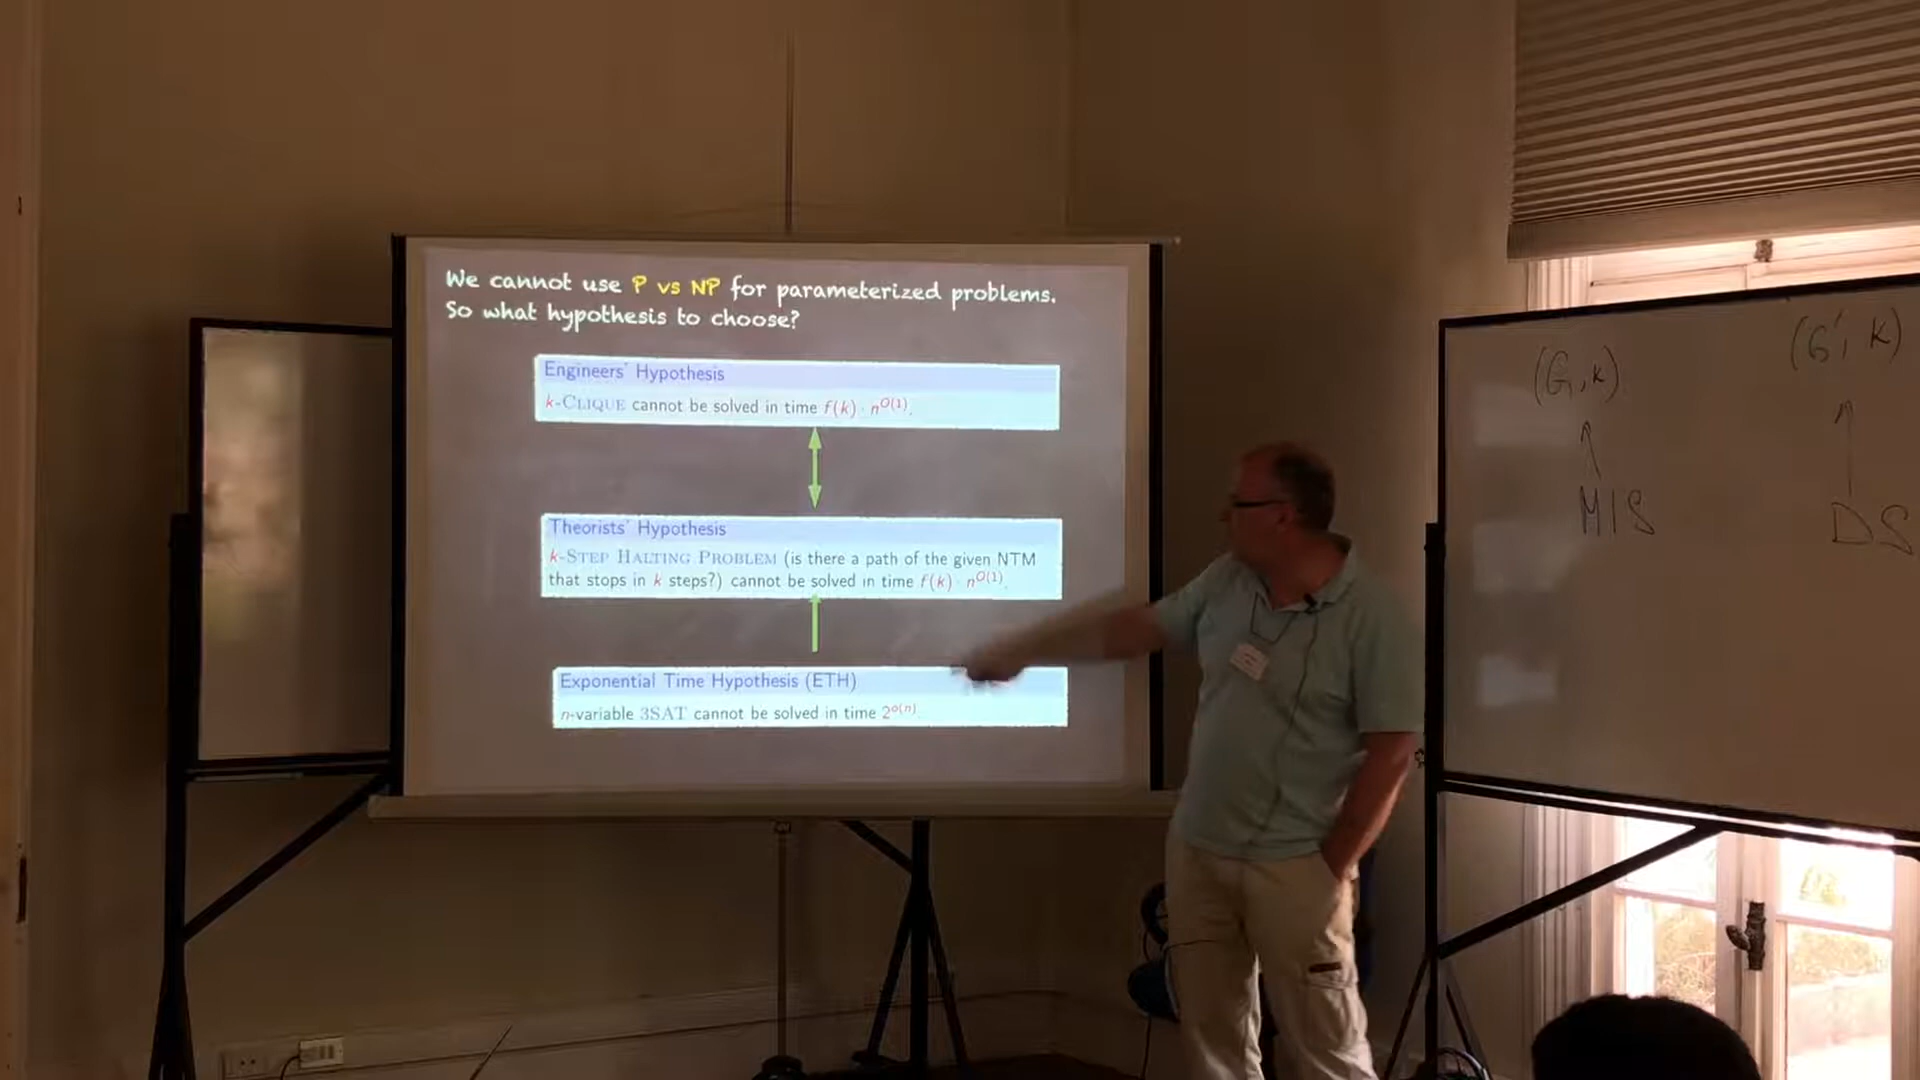 We cannot use P vs NP for parameterized problems.
So what hypothesis to choose?
Engineers' Hypothesis
k-CLIQUE cannot be solved in time f(k) · n^O(1).
Theorists' Hypothesis
k-STEP HALTING PROBLEM (is there a path of the given NTM
that stops in k steps?) cannot be solved in time f(k) · n^O(1).
Exponential Time Hypothesis (ETH)
n-variable 3SAT cannot be solved in time 2^o(n).
(G, k)
(G', k)
MIS
DS